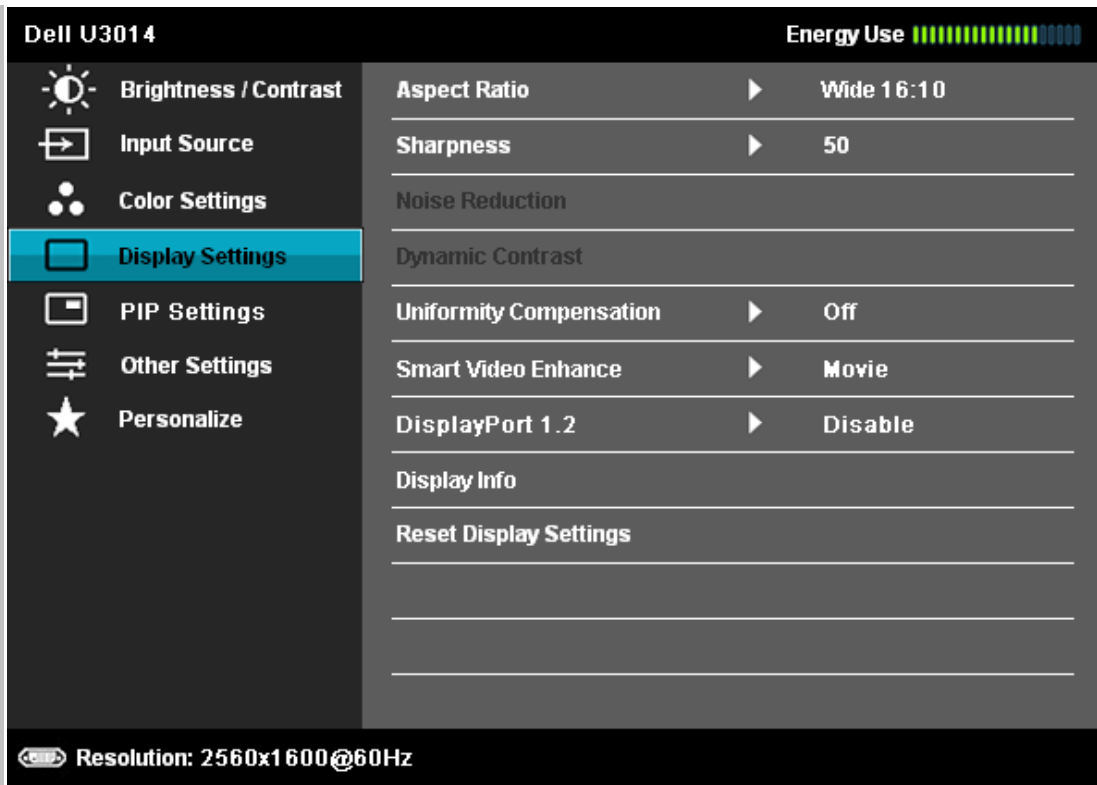 Dell U3014 Energy Use
Brightness / Contrast
Input Source
Color Settings
Display Settings
PIP Settings
Other Settings
Personalize
Aspect Ratio Wide 16:10
Sharpness 50
Noise Reduction
Dynamic Contrast
Uniformity Compensation Off
Smart Video Enhance Movie
DisplayPort 1.2 Disable
Display Info
Reset Display Settings
Resolution: 2560x1600@60Hz